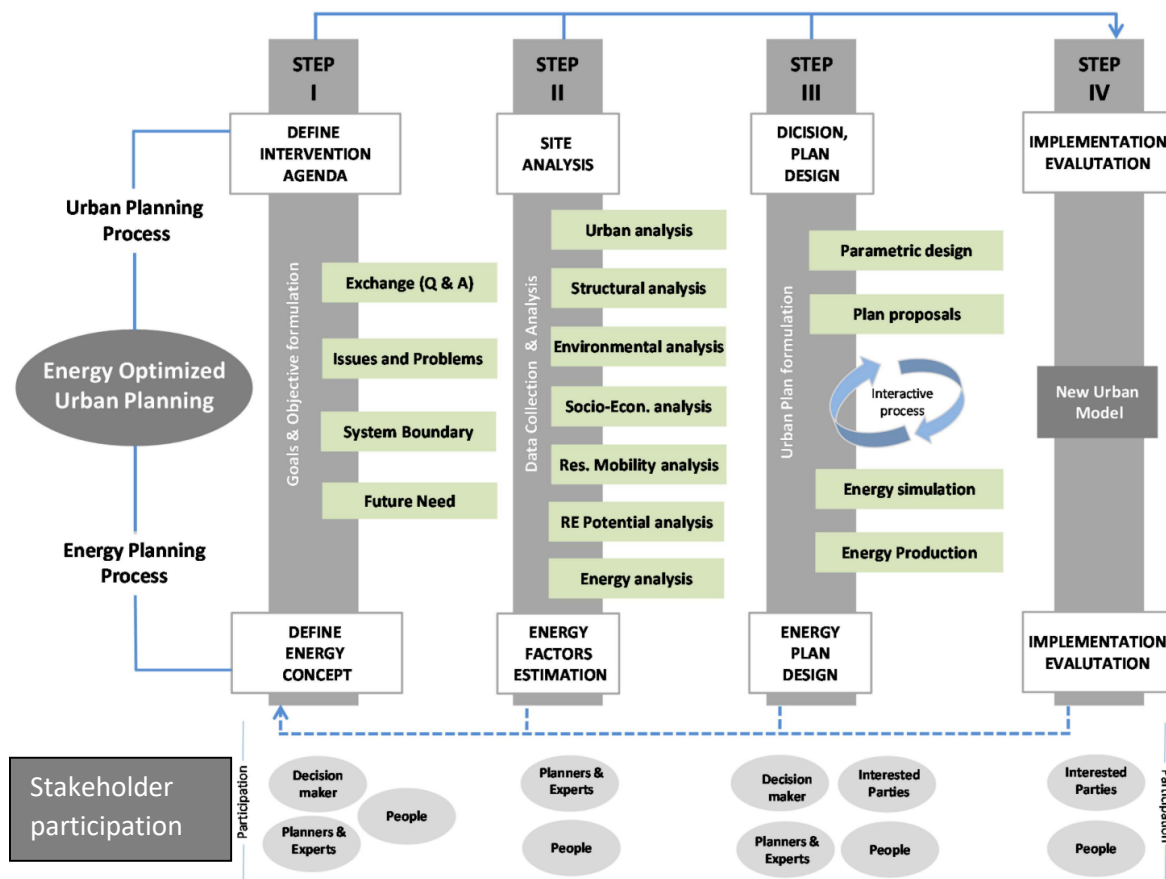 STEP
I
STEP
II
STEP
III
STEP
IV
DEFINE
INTERVENTION
AGENDA
SITE
ANALYSIS
DICISION,
PLAN
DESIGN
IMPLEMENTATION
EVALUTATION
Urban Planning
Process
Energy Optimized
Urban Planning
Energy Planning
Process
Goals & Objective formulation
Exchange (Q & A)
Issues and Problems
System Boundary
Future Need
Data Collection & Analysis
Urban analysis
Structural analysis
Environmental analysis
Socio-Econ. analysis
Res. Mobility analysis
RE Potential analysis
Energy analysis
Urban Plan formulation
Parametric design
Plan proposals
Interactive
process
Energy simulation
Energy Production
New Urban
Model
DEFINE
ENERGY
CONCEPT
ENERGY
FACTORS
ESTIMATION
ENERGY
PLAN
DESIGN
IMPLEMENTATION
EVALUTATION
Stakeholder
participation
Participation
Decision
maker
People
Planners &
Experts
Planners &
Experts
People
Decision
maker
Interested
Parties
Planners &
Experts
People
Interested
Parties
People
Participation